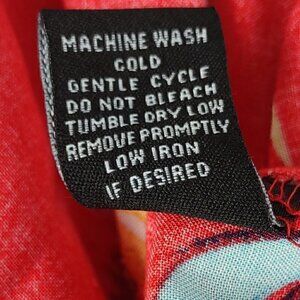 MACHINE WASH
COLD
GENTLE CYCLE
DO NOT BLEACH
TUMBLE DRY LOW
REMOVE PROMPTLY
LOW IRON
IF DESIRED